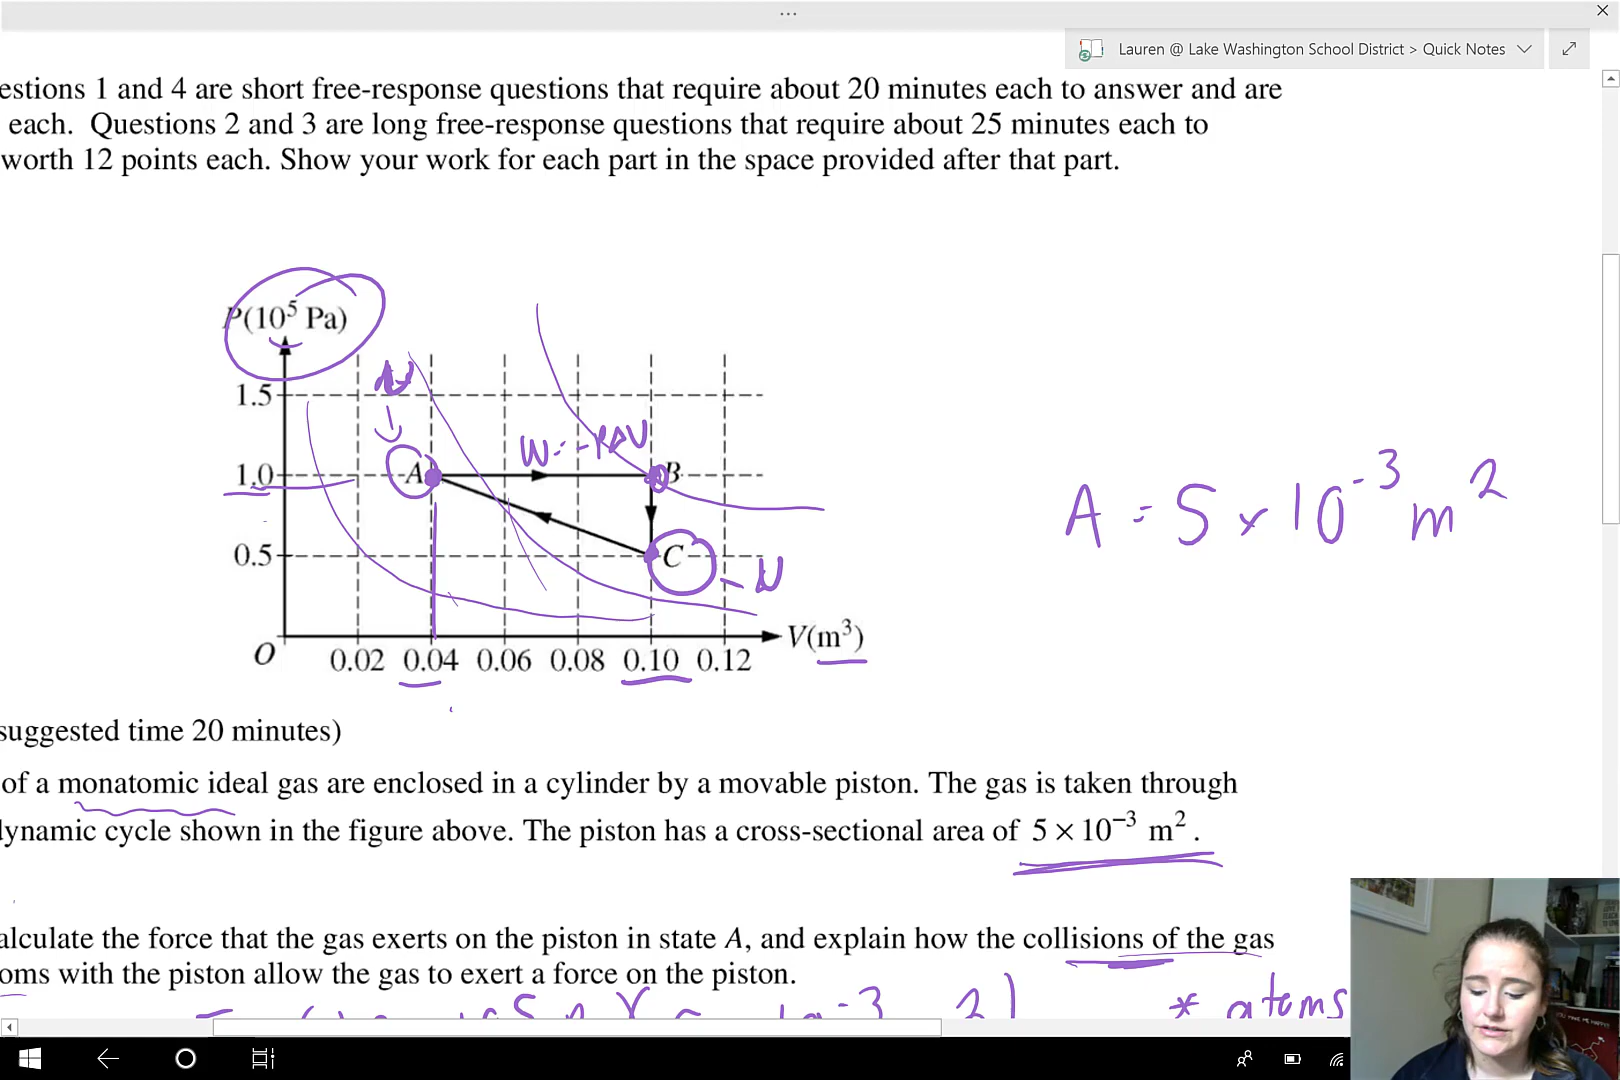 Lauren @ Lake Washington School District > Quick Notes
estions 1 and 4 are short free-response questions that require about 20 minutes each to answer and are
each. Questions 2 and 3 are long free-response questions that require about 25 minutes each to
worth 12 points each. Show your work for each part in the space provided after that part.
P(10⁵ Pa)
1.5
W = -PΔV
1.0
A
B
A = 5 × 10⁻³ m²
0.5
C
O
V(m³)
0.02 0.04 0.06 0.08 0.10 0.12
suggested time 20 minutes)
of a monatomic ideal gas are enclosed in a cylinder by a movable piston. The gas is taken through
dynamic cycle shown in the figure above. The piston has a cross-sectional area of 5 × 10⁻³ m².
alculate the force that the gas exerts on the piston in state A, and explain how the collisions of the gas
oms with the piston allow the gas to exert a force on the piston.
* atoms